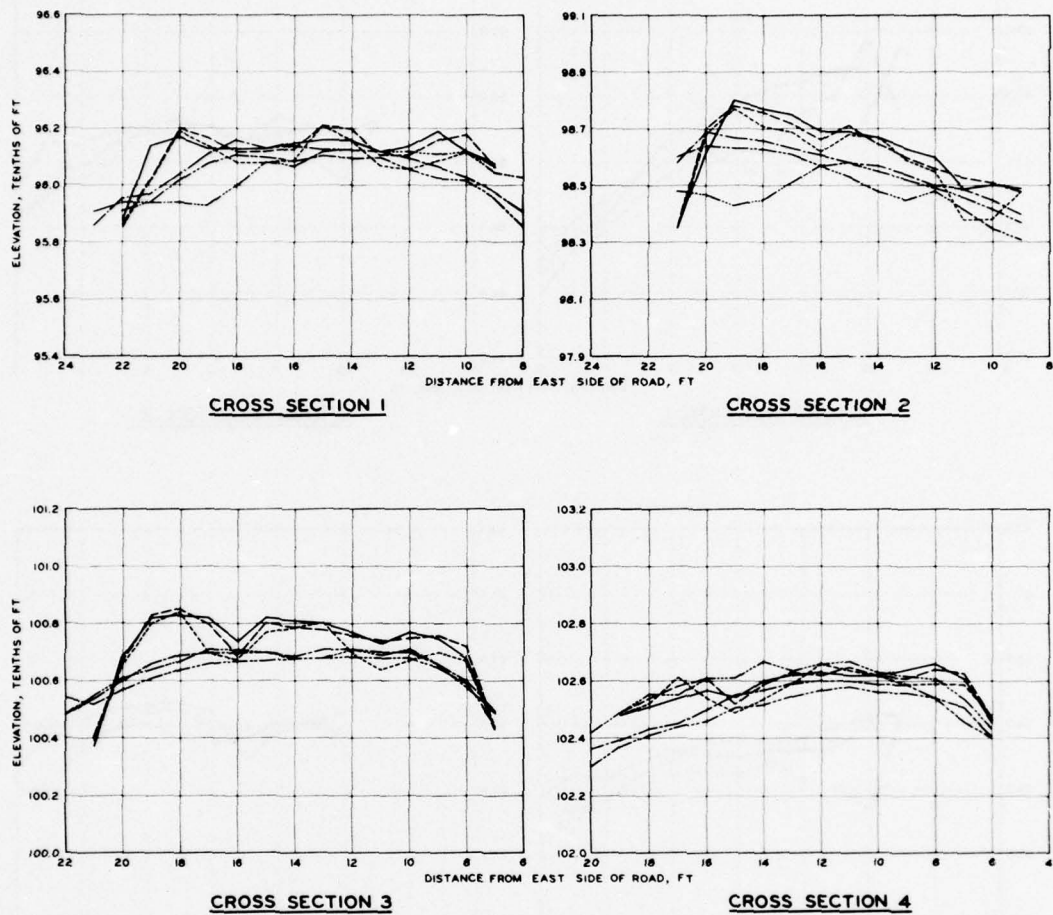 ELEVATION, TENTHS OF FT
96.6
96.4
96.2
96.0
95.8
95.6
95.4
24 22 20 18 16 14 12 10 8
99.1
98.9
98.7
98.5
98.3
98.1
97.9
24 22 20 18 16 14 12 10 8
DISTANCE FROM EAST SIDE OF ROAD, FT
CROSS SECTION 1
CROSS SECTION 2
ELEVATION, TENTHS OF FT
101.2
101.0
100.8
100.6
100.4
100.2
100.0
22 20 18 16 14 12 10 8 6
103.2
103.0
102.8
102.6
102.4
102.2
102.0
20 18 16 14 12 10 8 6 4
DISTANCE FROM EAST SIDE OF ROAD, FT
CROSS SECTION 3
CROSS SECTION 4